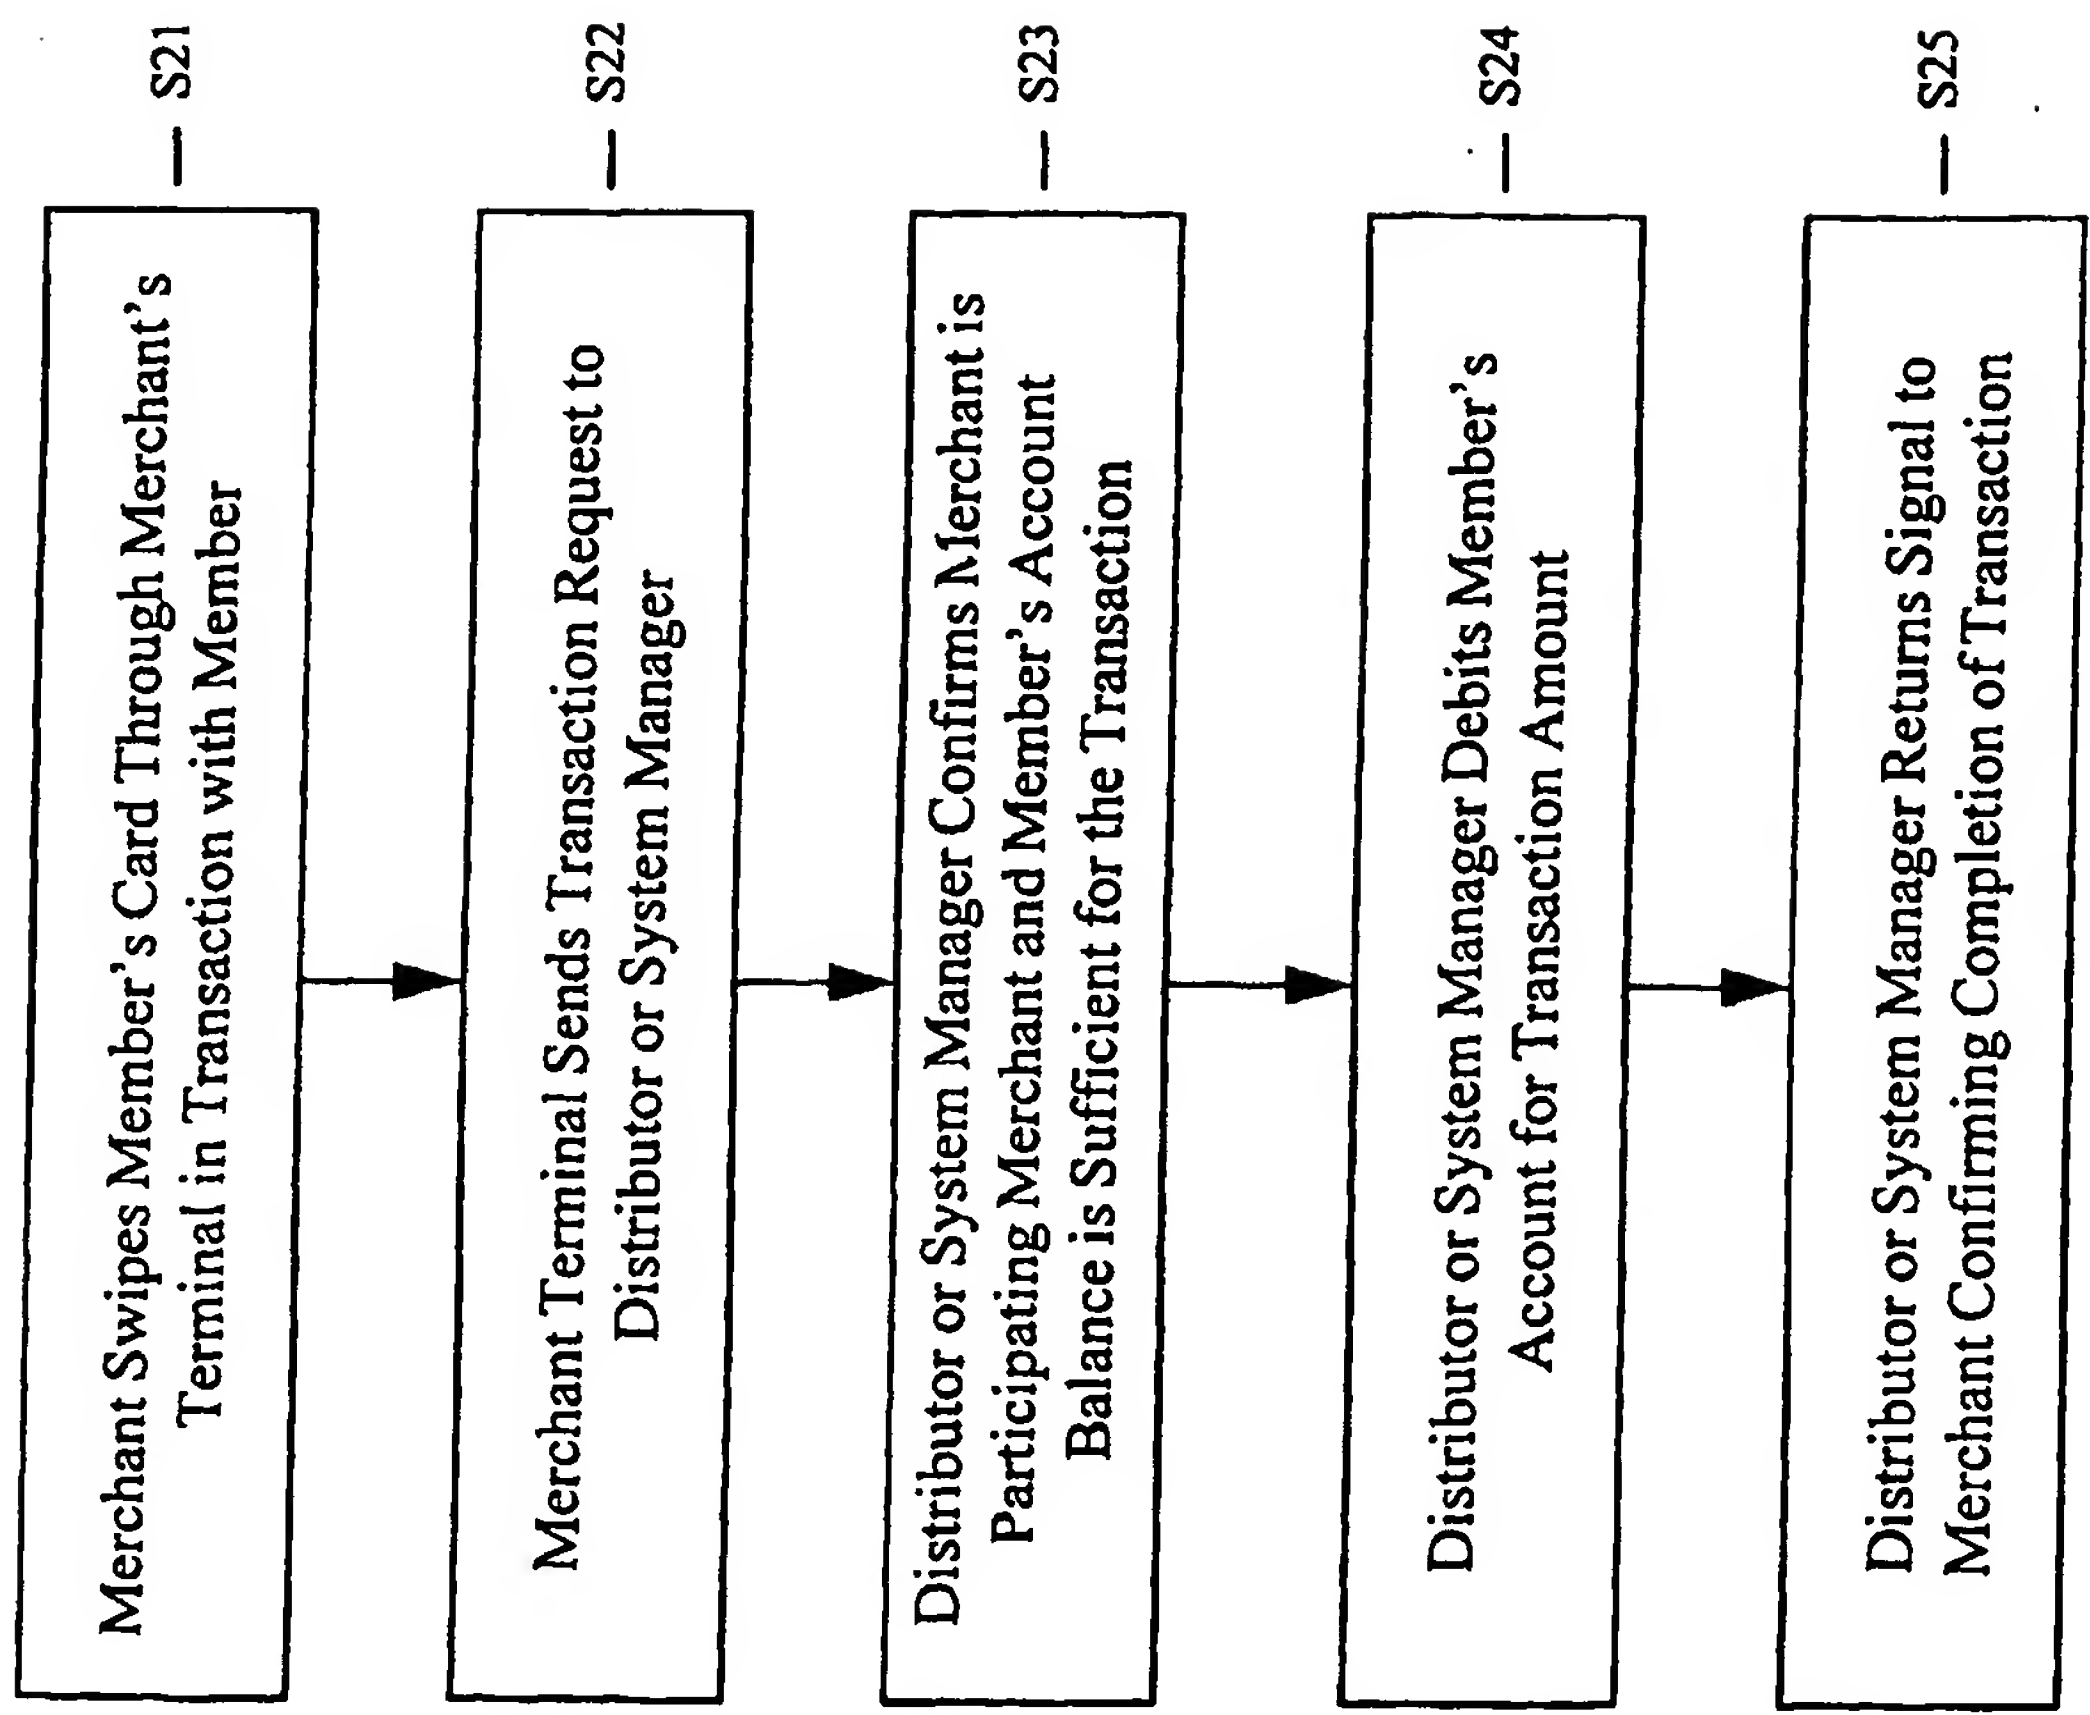 Merchant Swipes Member's Card Through Merchant's
Terminal in Transaction with Member
S21
Merchant Terminal Sends Transaction Request to
Distributor or System Manager
S22
Distributor or System Manager Confirms Merchant is
Participating Merchant and Member's Account
Balance is Sufficient for the Transaction
S23
Distributor or System Manager Debits Member's
Account for Transaction Amount
S24
Distributor or System Manager Returns Signal to
Merchant Confirming Completion of Transaction
S25